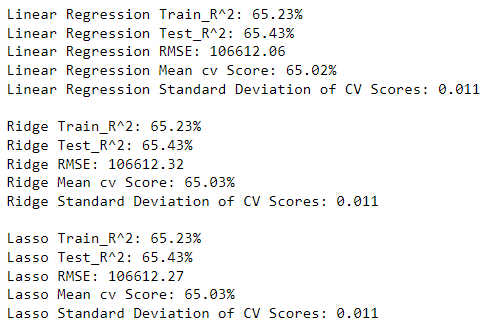 Linear Regression Train_R^2: 65.23%
Linear Regression Test_R^2: 65.43%
Linear Regression RMSE: 106612.06
Linear Regression Mean cv Score: 65.02%
Linear Regression Standard Deviation of CV Scores: 0.011
Ridge Train_R^2: 65.23%
Ridge Test_R^2: 65.43%
Ridge RMSE: 106612.32
Ridge Mean cv Score: 65.03%
Ridge Standard Deviation of CV Scores: 0.011
Lasso Train_R^2: 65.23%
Lasso Test_R^2: 65.43%
Lasso RMSE: 106612.27
Lasso Mean cv Score: 65.03%
Lasso Standard Deviation of CV Scores: 0.011